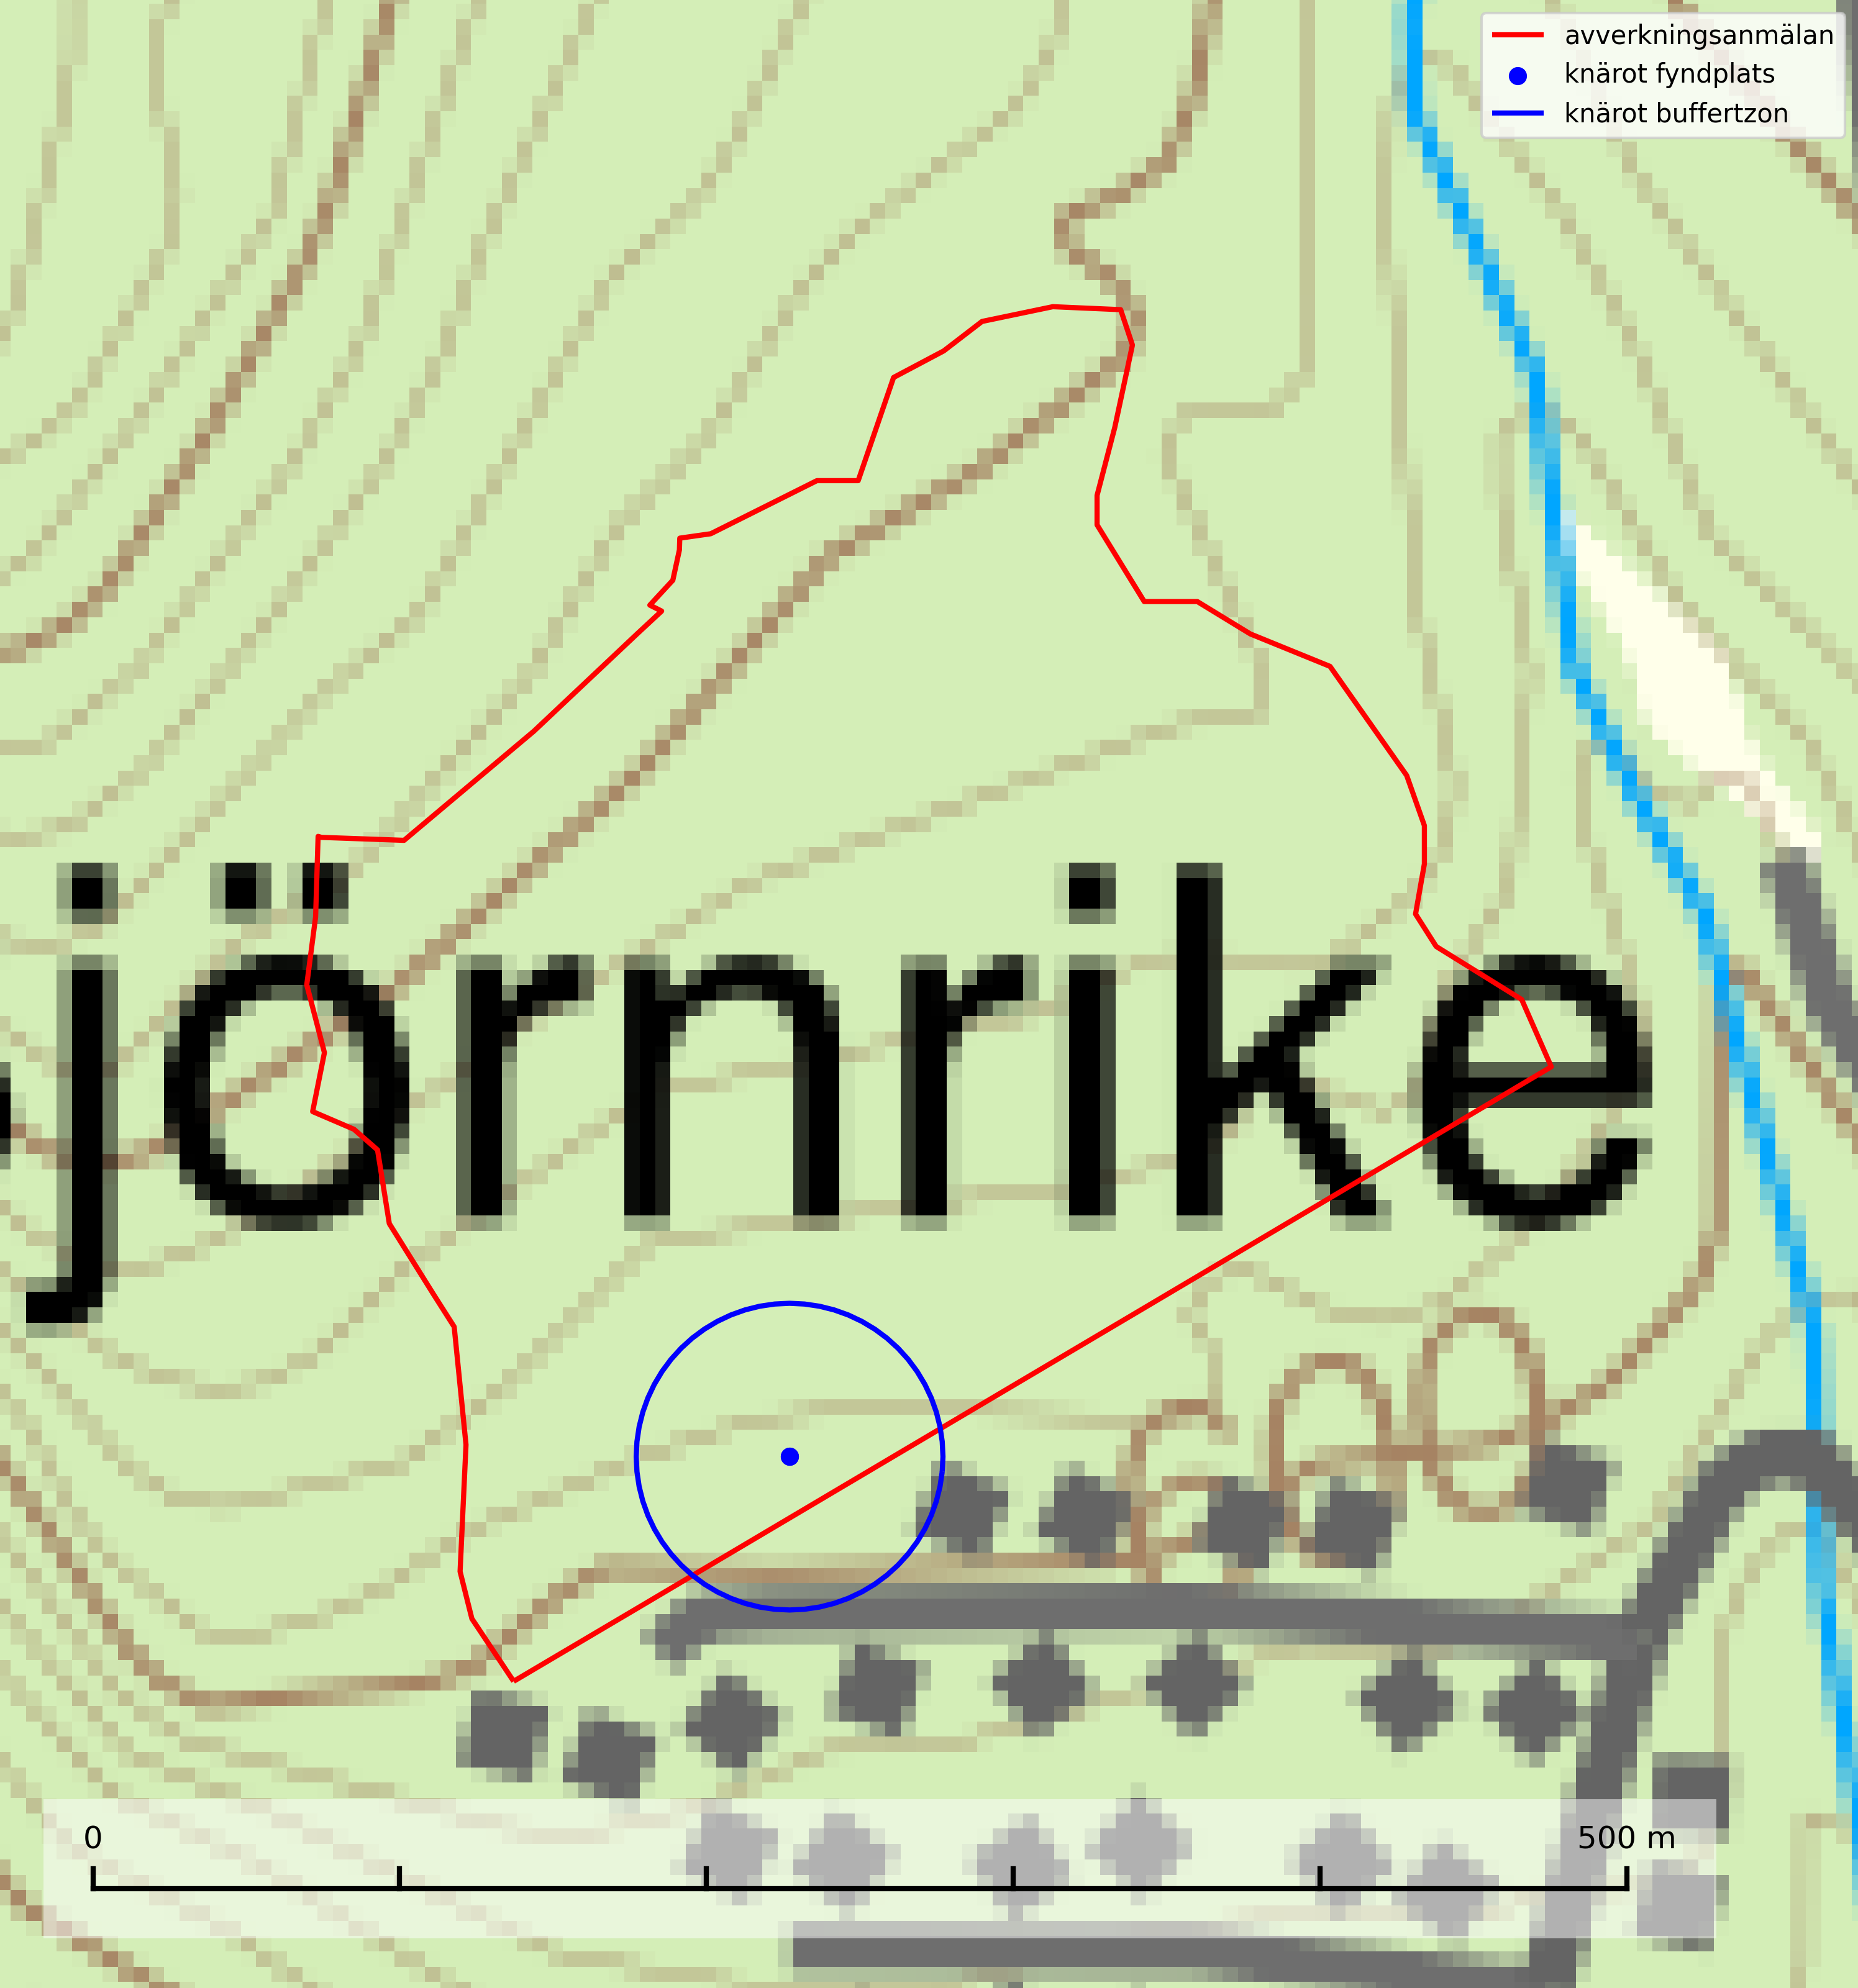 avverkningsanmälan
knärot fyndplats
knärot buffertzon
jörnrike
0 500 m